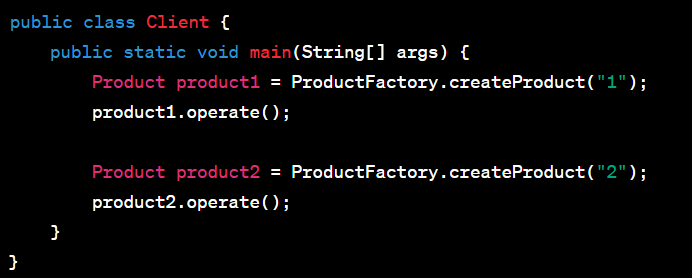 public class Client {
    public static void main(String[] args) {
        Product product1 = ProductFactory.createProduct("1");
        product1.operate();

        Product product2 = ProductFactory.createProduct("2");
        product2.operate();
    }
}